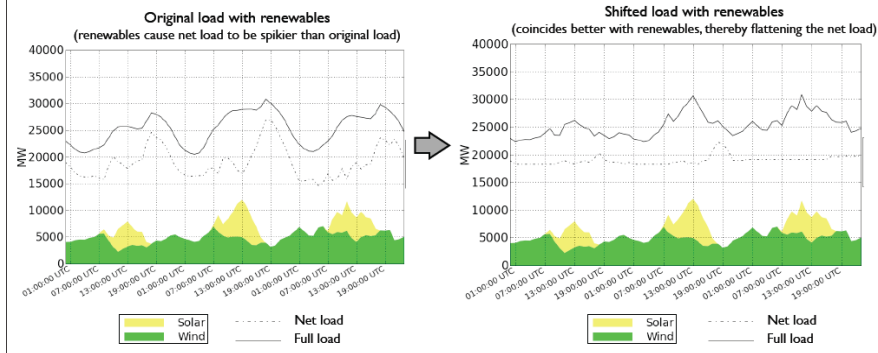 Original load with renewables
(renewables cause net load to be spikier than original load)
40000
35000
30000
25000
20000
15000
10000
5000
0
MW
01:00:00 UTC
07:00:00 UTC
13:00:00 UTC
19:00:00 UTC
01:00:00 UTC
07:00:00 UTC
13:00:00 UTC
19:00:00 UTC
01:00:00 UTC
07:00:00 UTC
13:00:00 UTC
19:00:00 UTC
Solar
Wind
Net load
Full load
Shifted load with renewables
(coincides better with renewables, thereby flattening the net load)
40000
35000
30000
25000
20000
15000
10000
5000
0
MW
01:00:00 UTC
07:00:00 UTC
13:00:00 UTC
19:00:00 UTC
01:00:00 UTC
07:00:00 UTC
13:00:00 UTC
19:00:00 UTC
01:00:00 UTC
07:00:00 UTC
13:00:00 UTC
19:00:00 UTC
Solar
Wind
Net load
Full load